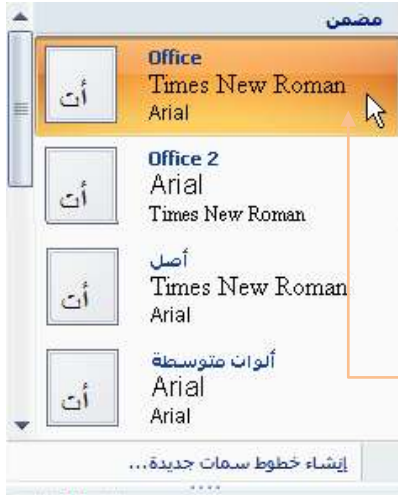 مضمن
أت
Office
Times New Roman
Arial
أت
Office 2
Arial
Times New Roman
أت
أصل
Times New Roman
Arial
أت
ألوان متوسطة
Arial
Arial
إنشاء خطوط سمات جديدة...